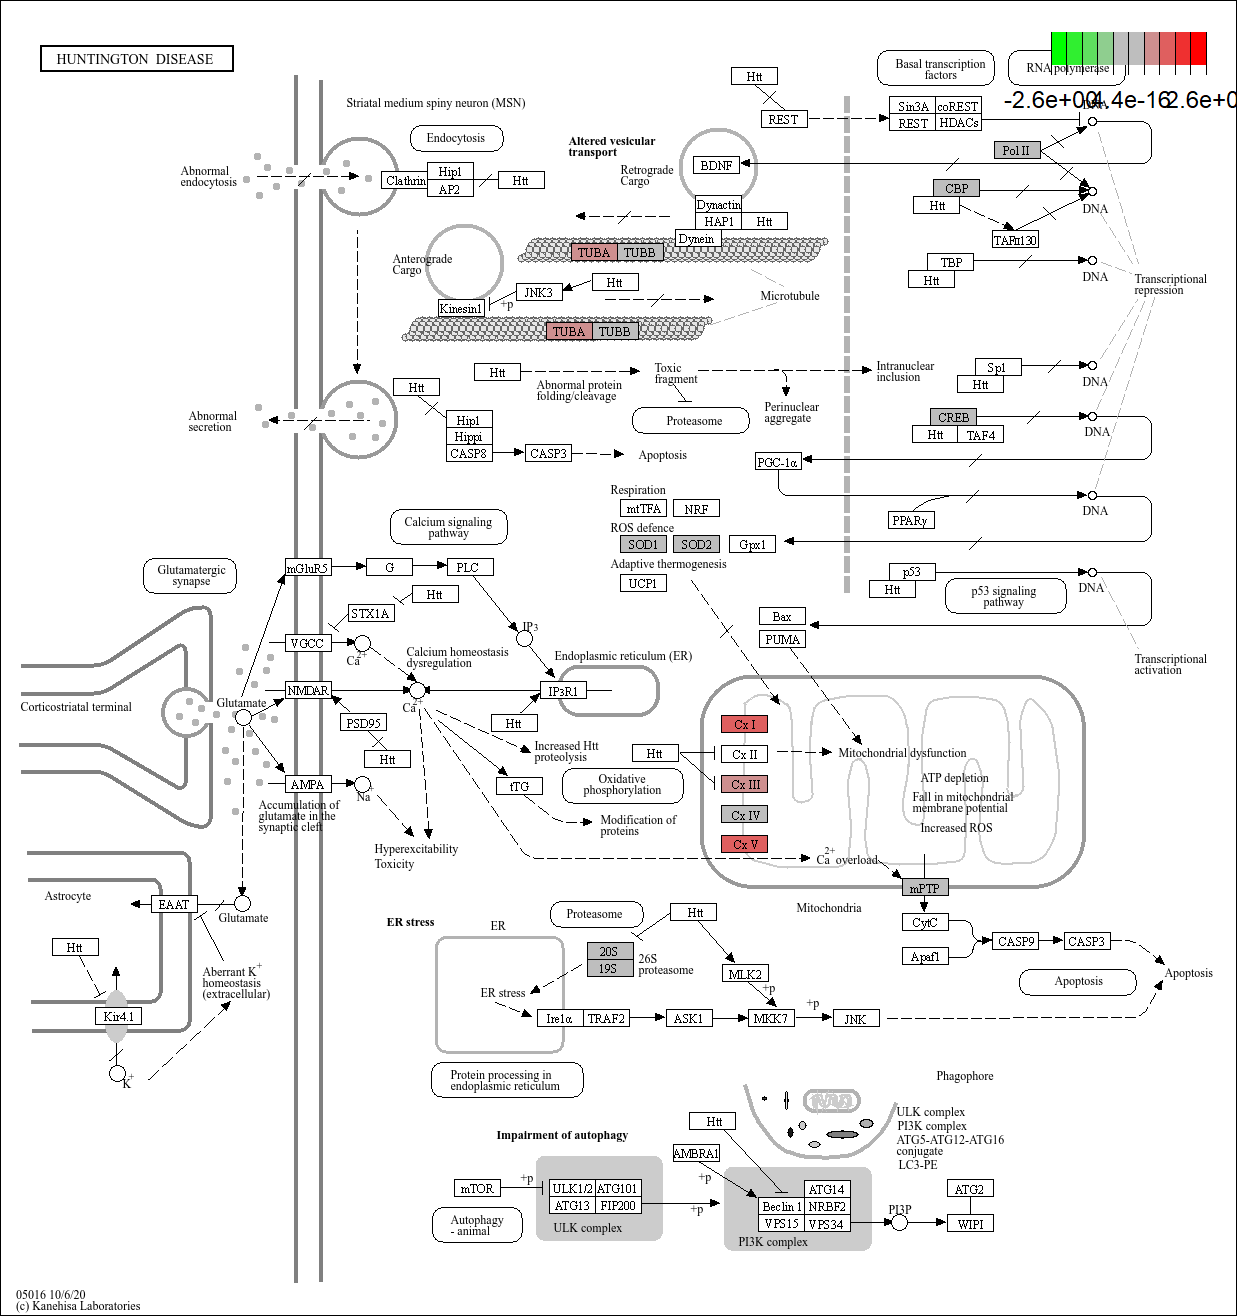 HUNTINGTON DISEASE
Striatal medium spiny neuron (MSN)
Endocytosis
Abnormal
endocytosis
Clathrin
Hip1
AP2
Htt
Altered vesicular
transport
Retrograde
Cargo
BDNF
Dynactin
HAP1
Htt
Dynein
TUBA
TUBB
Anterograde
Cargo
Kinesin1
+p
JNK3
Htt
Microtubule
TUBA
TUBB
Htt
REST
Basal transcription
factors
RNA polymerase
-2.6e+00
2.6e+0
Sin3A
coREST
REST
HDACs
DNA
Pol II
CBP
Htt
DNA
TAFII130
TBP
Htt
DNA
Transcriptional
repression
Sp1
Htt
DNA
CREB
Htt
TAF4
DNA
PGC-1α
PPARγ
DNA
p53
Htt
DNA
p53 signaling
pathway
Transcriptional
activation
Htt
Abnormal protein
folding/cleavage
Toxic
fragment
Proteasome
Perinuclear
aggregate
Intranuclear
inclusion
Abnormal
secretion
Htt
Hip1
Hippi
CASP8
CASP3
Apoptosis
Respiration
mtTFA
NRF
ROS defence
SOD1
SOD2
Gpx1
Adaptive thermogenesis
UCP1
Bax
PUMA
Calcium signaling
pathway
Glutamatergic
synapse
mGluR5
G
PLC
STX1A
Htt
VGCC
Ca2+
IP3
Calcium homeostasis
dysregulation
Endoplasmic reticulum (ER)
NMDAR
Ca2+
IP3R1
Htt
Glutamate
Corticostriatal terminal
PSD95
Htt
AMPA
Na+
Increased Htt
proteolysis
tTG
Modification of
proteins
Accumulation of
glutamate in the
synaptic cleft
Hyperexcitability
Toxicity
Htt
Oxidative
phosphorylation
Cx I
Cx II
Cx III
Cx IV
Cx V
Mitochondrial dysfunction
ATP depletion
Fall in mitochondrial
membrane potential
Increased ROS
Ca2+ overload
mPTP
Mitochondria
CytC
Apaf1
CASP9
CASP3
Apoptosis
Apoptosis
Astrocyte
EAAT
Glutamate
Htt
Kir4.1
K+
Aberrant K+
homeostasis
(extracellular)
ER stress
ER
Proteasome
Htt
20S
19S
26S
proteasome
ER stress
MLK2
+p
Ire1α
TRAF2
ASK1
MKK7
+p
JNK
Protein processing in
endoplasmic reticulum
Phagophore
ULK complex
PI3K complex
ATG5-ATG12-ATG16
conjugate
LC3-PE
Impairment of autophagy
Htt
AMBRA1
+p
mTOR
+p
ULK1/2
ATG101
ATG13
FIP200
ULK complex
+p
ATG14
Beclin 1
NRBF2
VPS15
VPS34
PI3K complex
PI3P
ATG2
WIPI
Autophagy
- animal
05016 10/6/20
(c) Kanehisa Laboratories